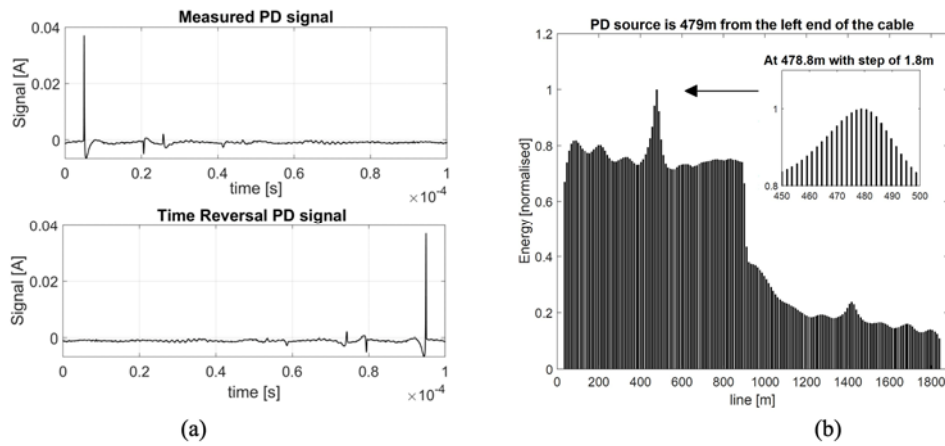 Measured PD signal
0.04
0.02
0
Signal [A]
0 0.2 0.4 0.6 0.8 1
time [s]
×10⁻⁴
Time Reversal PD signal
0.04
0.02
0
Signal [A]
0 0.2 0.4 0.6 0.8 1
time [s]
×10⁻⁴
(a)
PD source is 479m from the left end of the cable
1.2
1
0.8
0.6
0.4
0.2
0
Energy [normalised]
At 478.8m with step of 1.8m
1
0.8
450 460 470 480 490 500
0 200 400 600 800 1000 1200 1400 1600 1800
line [m]
(b)